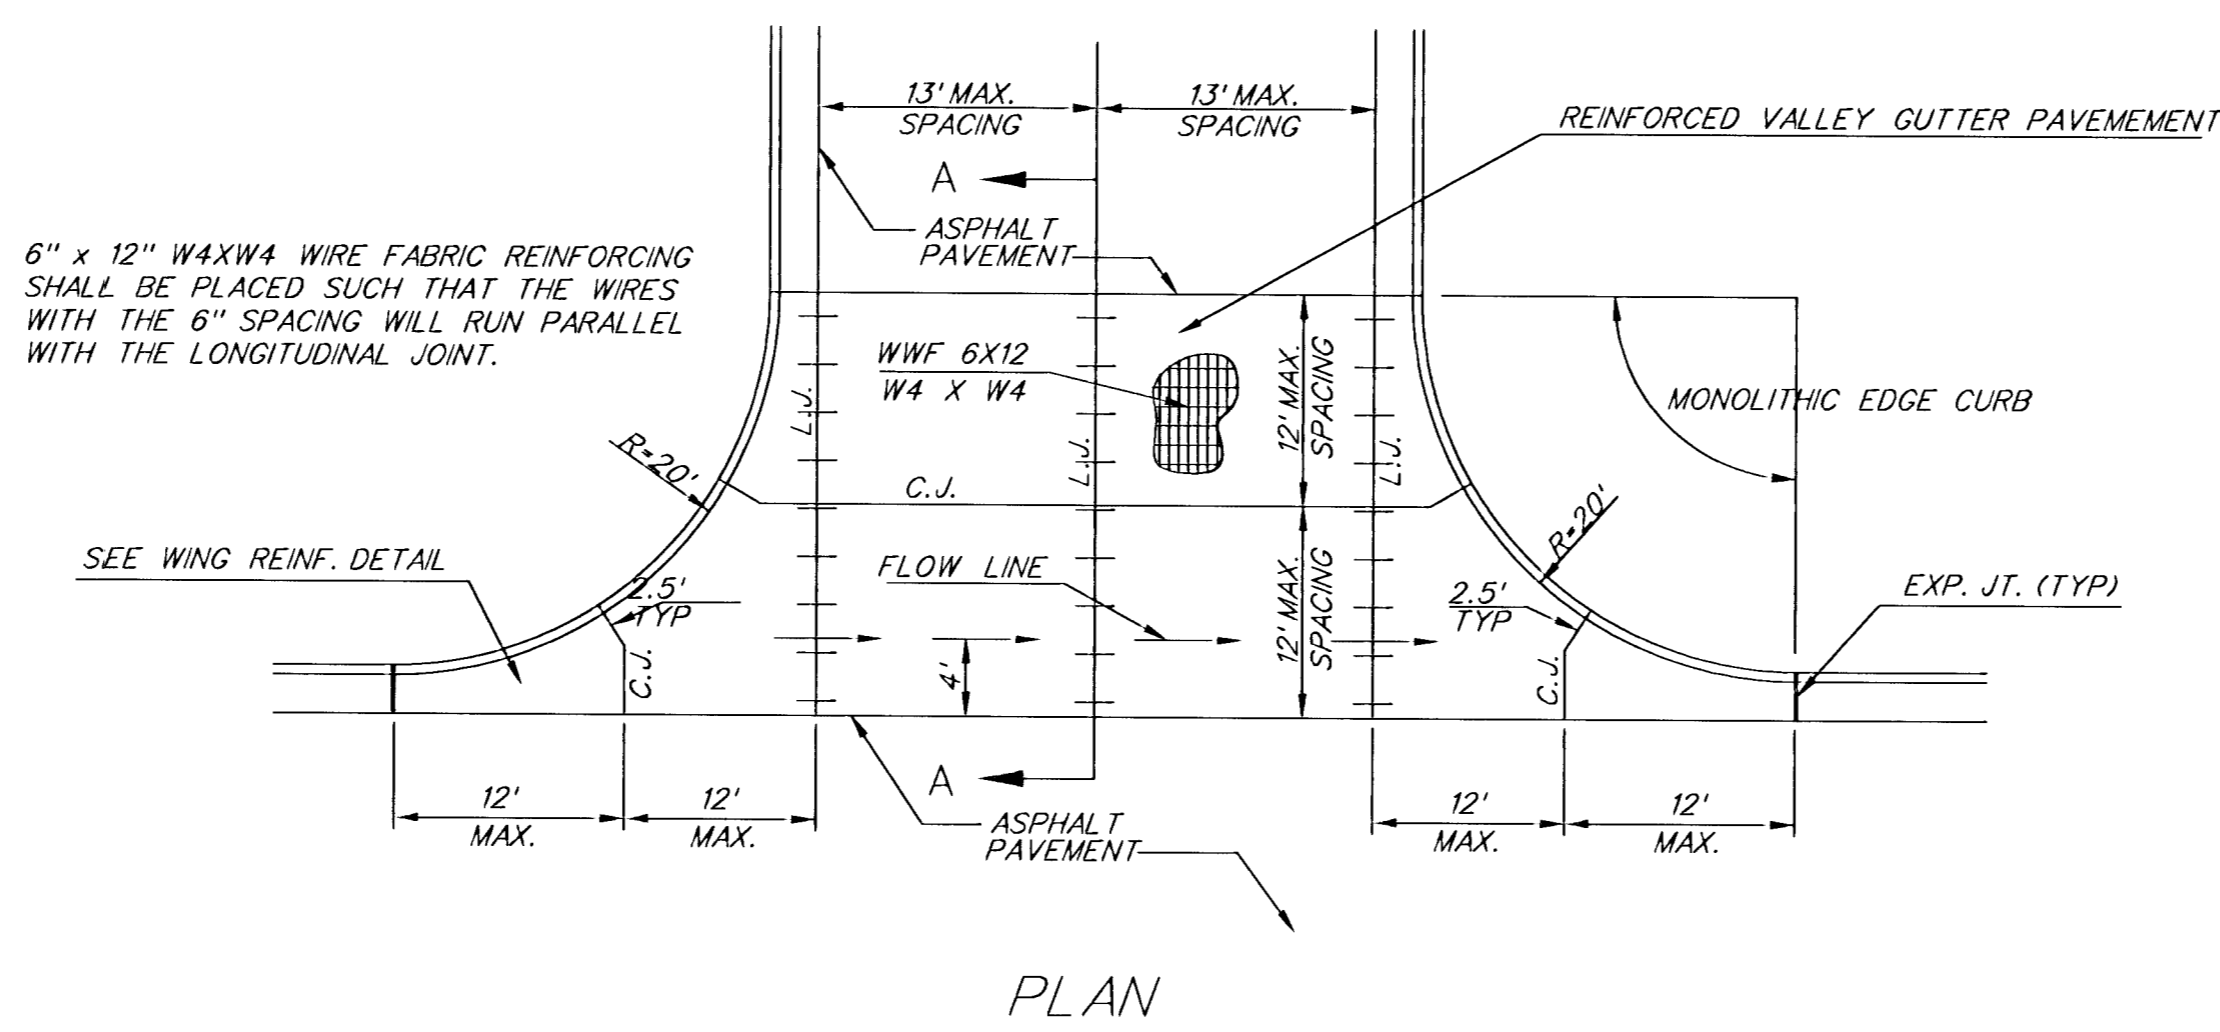 13' MAX.
SPACING
13' MAX.
SPACING
REINFORCED VALLEY GUTTER PAVEMEMENT
A
ASPHALT
PAVEMENT
6" x 12" W4XW4 WIRE FABRIC REINFORCING
SHALL BE PLACED SUCH THAT THE WIRES
WITH THE 6" SPACING WILL RUN PARALLEL
WITH THE LONGITUDINAL JOINT.
WWF 6X12
W4 X W4
12' MAX.
SPACING
MONOLITHIC EDGE CURB
L.J.
L.J.
L.J.
R=20'
C.J.
R=20'
SEE WING REINF. DETAIL
2.5'
TYP
FLOW LINE
12' MAX.
SPACING
2.5'
TYP
EXP. JT. (TYP)
C.J.
4'
C.J.
A
12'
MAX.
12'
MAX.
ASPHALT
PAVEMENT
12'
MAX.
12'
MAX.
PLAN